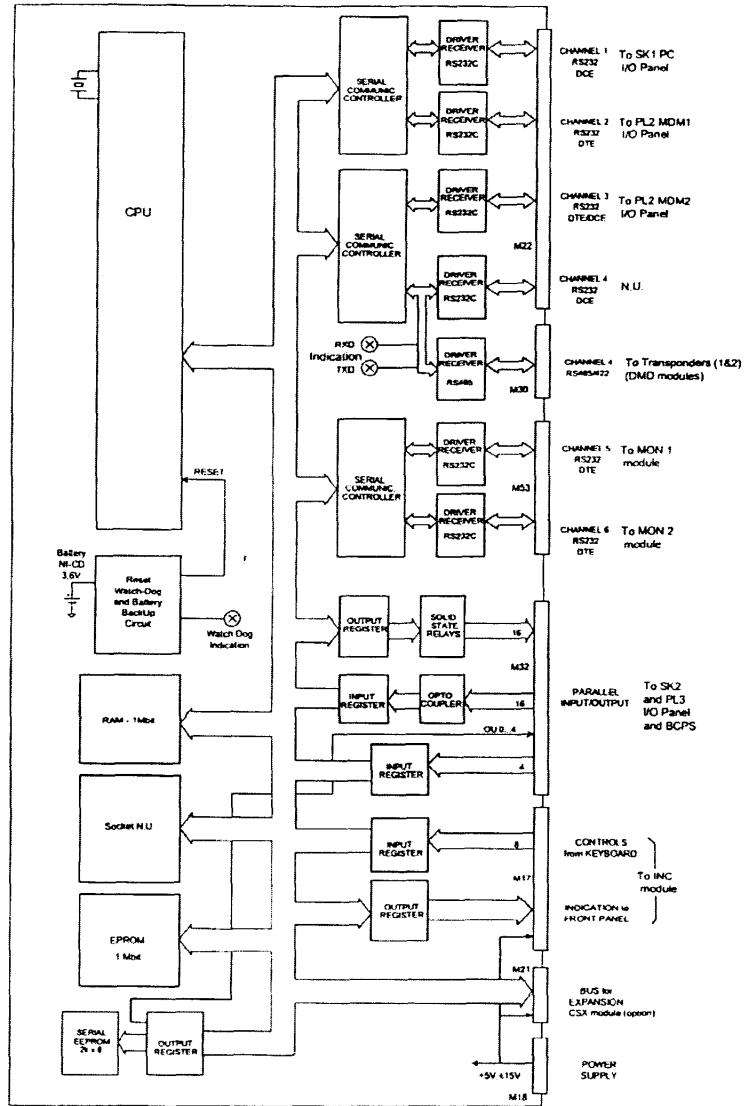 CPU
RESET
Battery
NI-CD
3,6V
Reset
Watch-Dog
and Battery
BackUp
Circuit
Watch Dog
Indication
RAM - 1Mbit
Socket N.U
EPROM
1 Mbit
SERIAL
EEPROM
OUTPUT
REGISTER
SERIAL
COMMUNIC
CONTROLLER
DRIVER
RECEIVER
RS232C
DRIVER
RECEIVER
RS232C
CHANNEL 1
RS232
DCE
To SK1 PC
I/O Panel
CHANNEL 2
RS232
DTE
To PL2 MDM1
I/O Panel
SERIAL
COMMUNIC
CONTROLLER
DRIVER
RECEIVER
RS232C
DRIVER
RECEIVER
RS232C
M22
CHANNEL 3
RS232
DTE/DCE
To PL2 MDM2
I/O Panel
CHANNEL 4
RS232
DCE
N.U.
RXD
Indication
TXD
DRIVER
RECEIVER
RS485
M30
CHANNEL 4
RS485/422
To Transponders (1&2)
(DMD modules)
SERIAL
COMMUNIC.
CONTROLLER
DRIVER
RECEIVER
RS232C
DRIVER
RECEIVER
RS232C
M53
CHANNEL 5
RS232
DTE
To MON 1
module
CHANNEL 6
RS232
DTE
To MON 2
module
OUTPUT
REGISTER
SOLID
STATE
RELAYS
16
M32
INPUT
REGISTER
OPTO
COUPLER
16
OU 0...4
INPUT
REGISTER
4
PARALLEL
INPUT/OUTPUT
To SK2
and PL3
I/O Panel
and BCPS
INPUT
REGISTER
8
M17
OUTPUT
REGISTER
CONTROLS
from KEYBOARD
To INC
module
INDICATION to
FRONT PANEL
M21
BUS for
EXPANSION
CSX module (option)
+5V ±15V
M18
POWER
SUPPLY